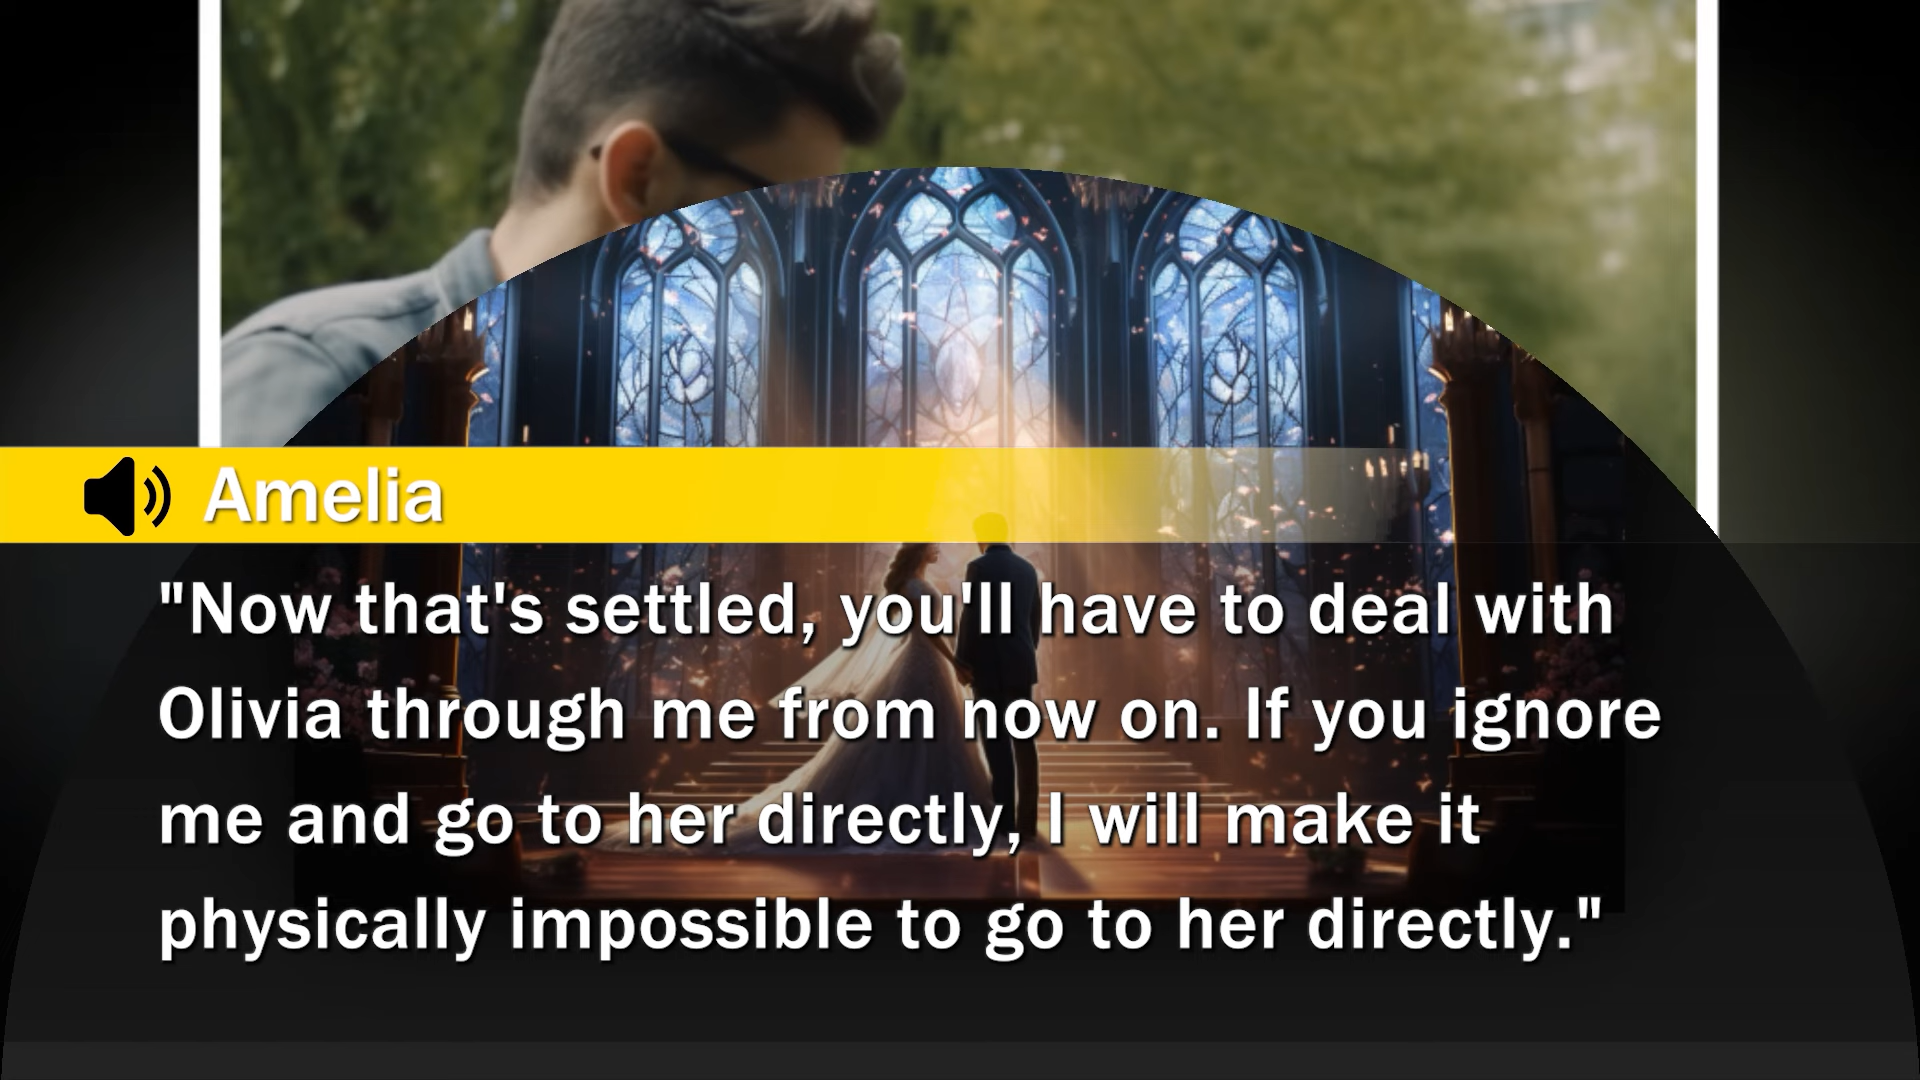 Amelia
"Now that's settled, you'll have to deal with
Olivia through me from now on. If you ignore
me and go to her directly, I will make it
physically impossible to go to her directly."